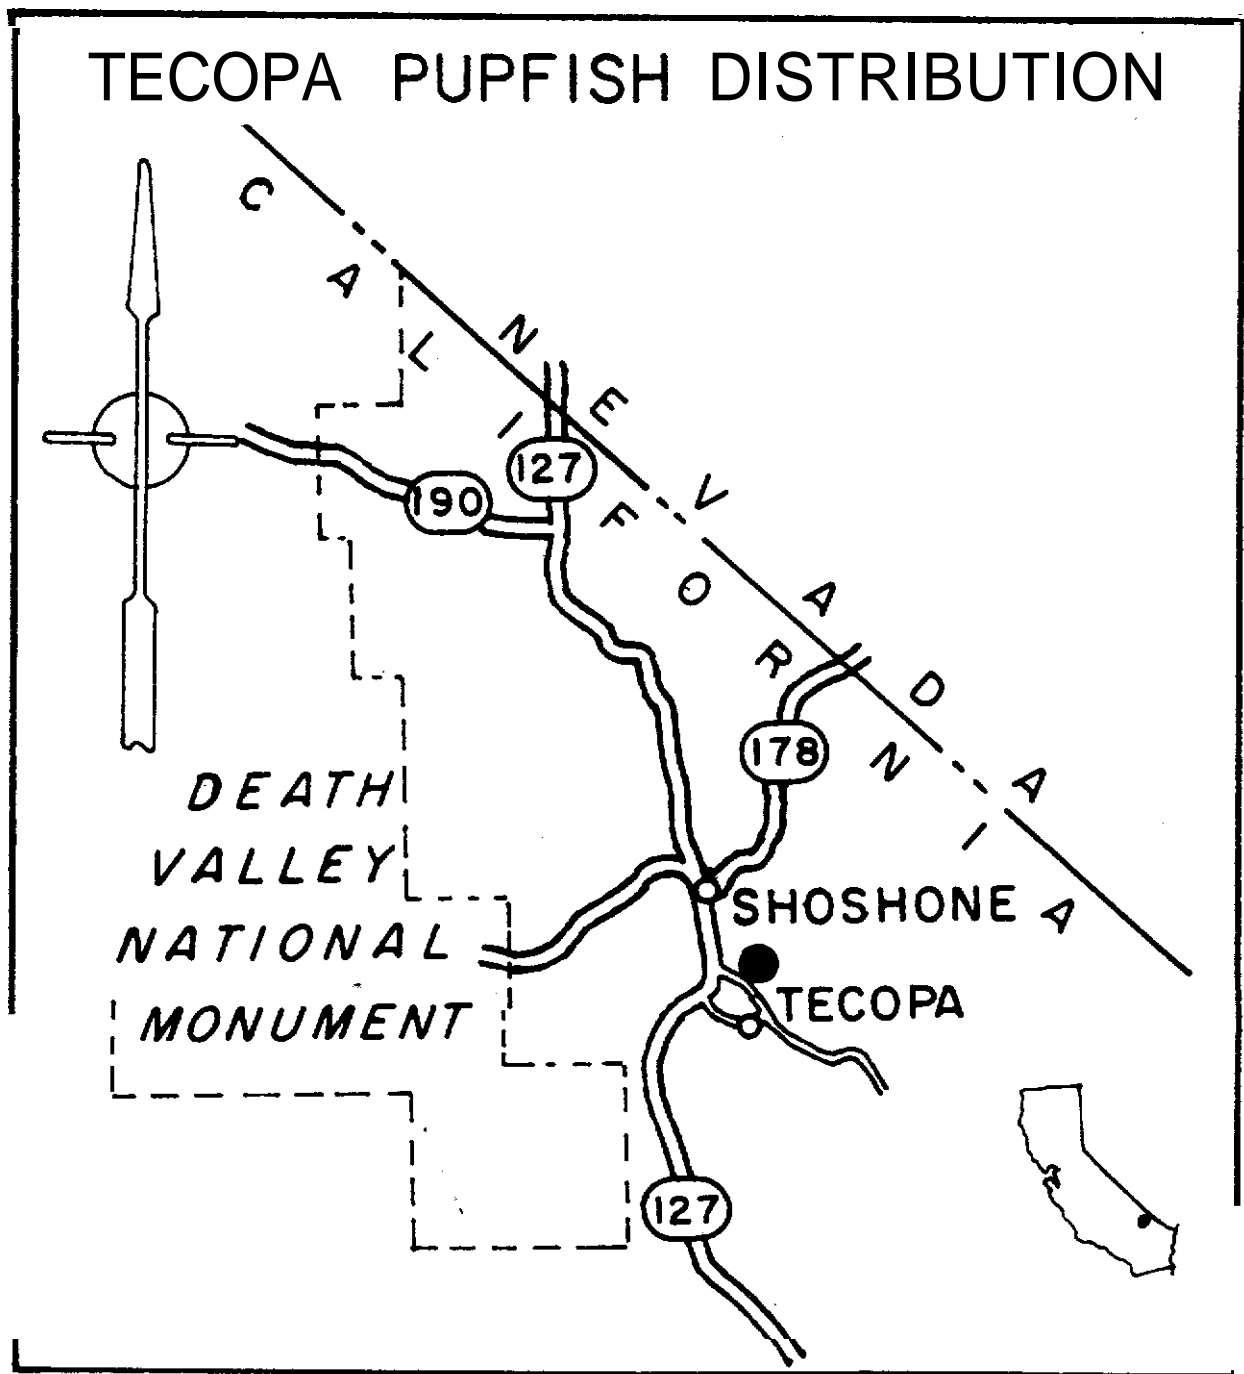 TECOPA PUPFISH DISTRIBUTION
CALIFORNIA
NEVADA
127
190
178
DEATH
VALLEY
NATIONAL
MONUMENT
SHOSHONE
TECOPA
127